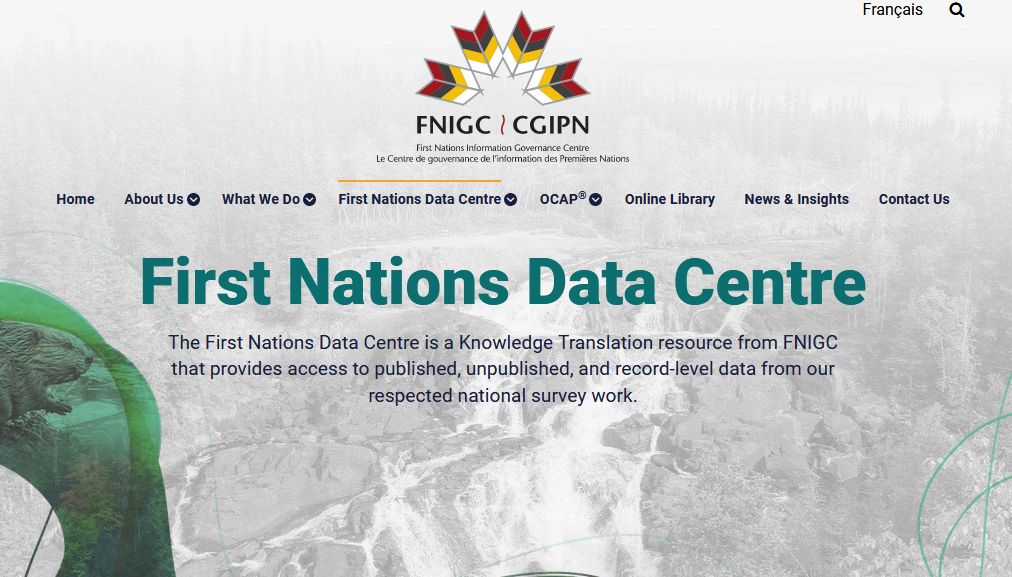 Français
FNIGC CGIPN
First Nations Information Governance Centre
Le Centre de gouvernance de l'information des Premières Nations
Home About Us What We Do First Nations Data Centre OCAP® Online Library News & Insights Contact Us
First Nations Data Centre
The First Nations Data Centre is a Knowledge Translation resource from FNIGC
that provides access to published, unpublished, and record-level data from our
respected national survey work.